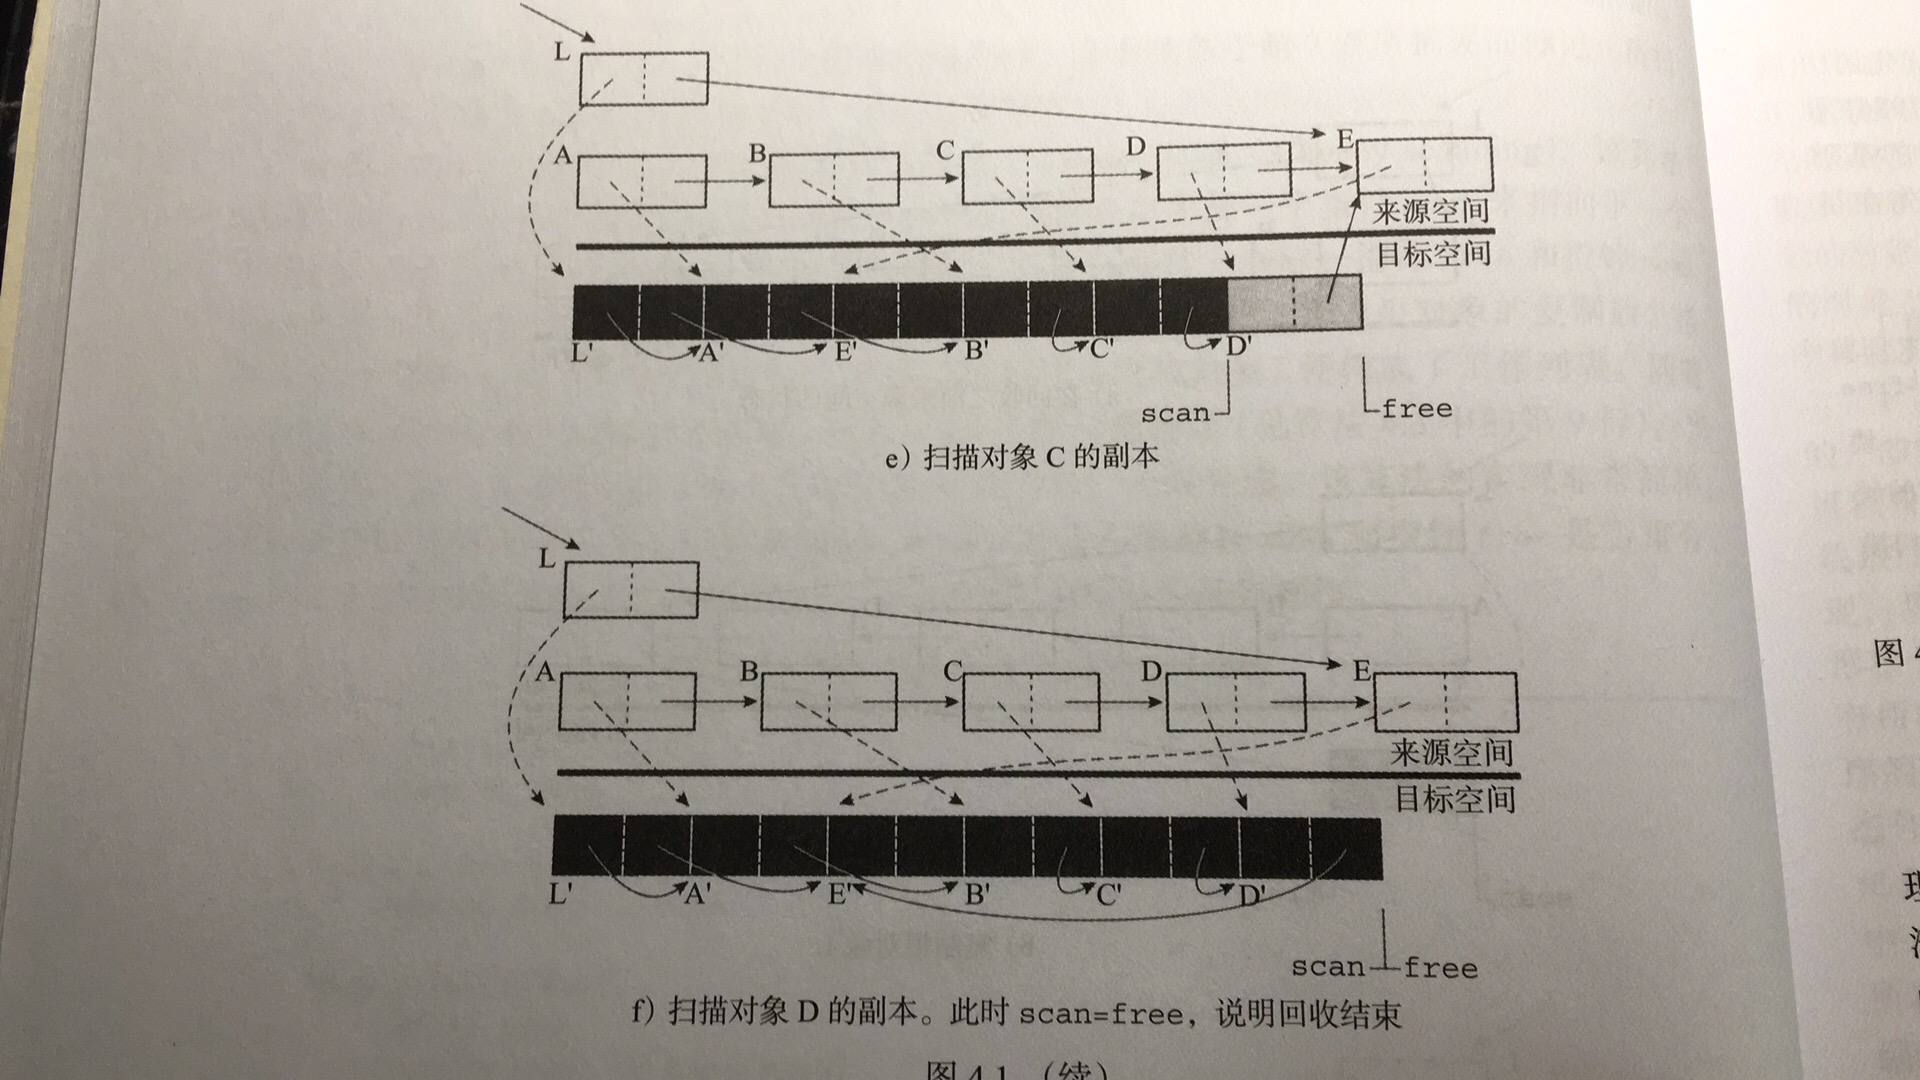 L
A B C D E
来源空间
目标空间
L' A' E' B' C' D'
scan free
e) 扫描对象 C 的副本
L
A B C D E
来源空间
目标空间
L' A' E' B' C' D'
scan free
f) 扫描对象 D 的副本。此时 scan=free，说明回收结束
图 4.1 （续）
图 4
理